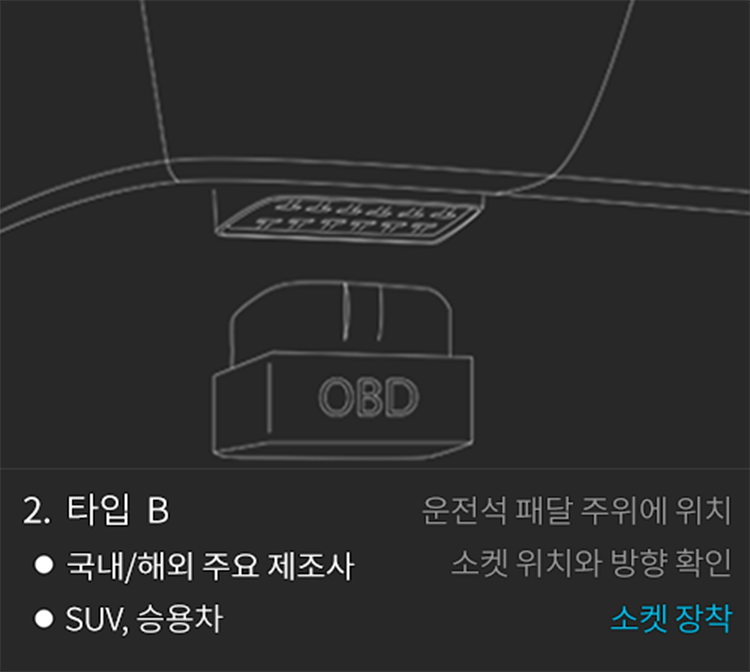 OBD
2. 타입 B
운전석 패달 주위에 위치
● 국내/해외 주요 제조사
소켓 위치와 방향 확인
● SUV, 승용차
소켓 장착